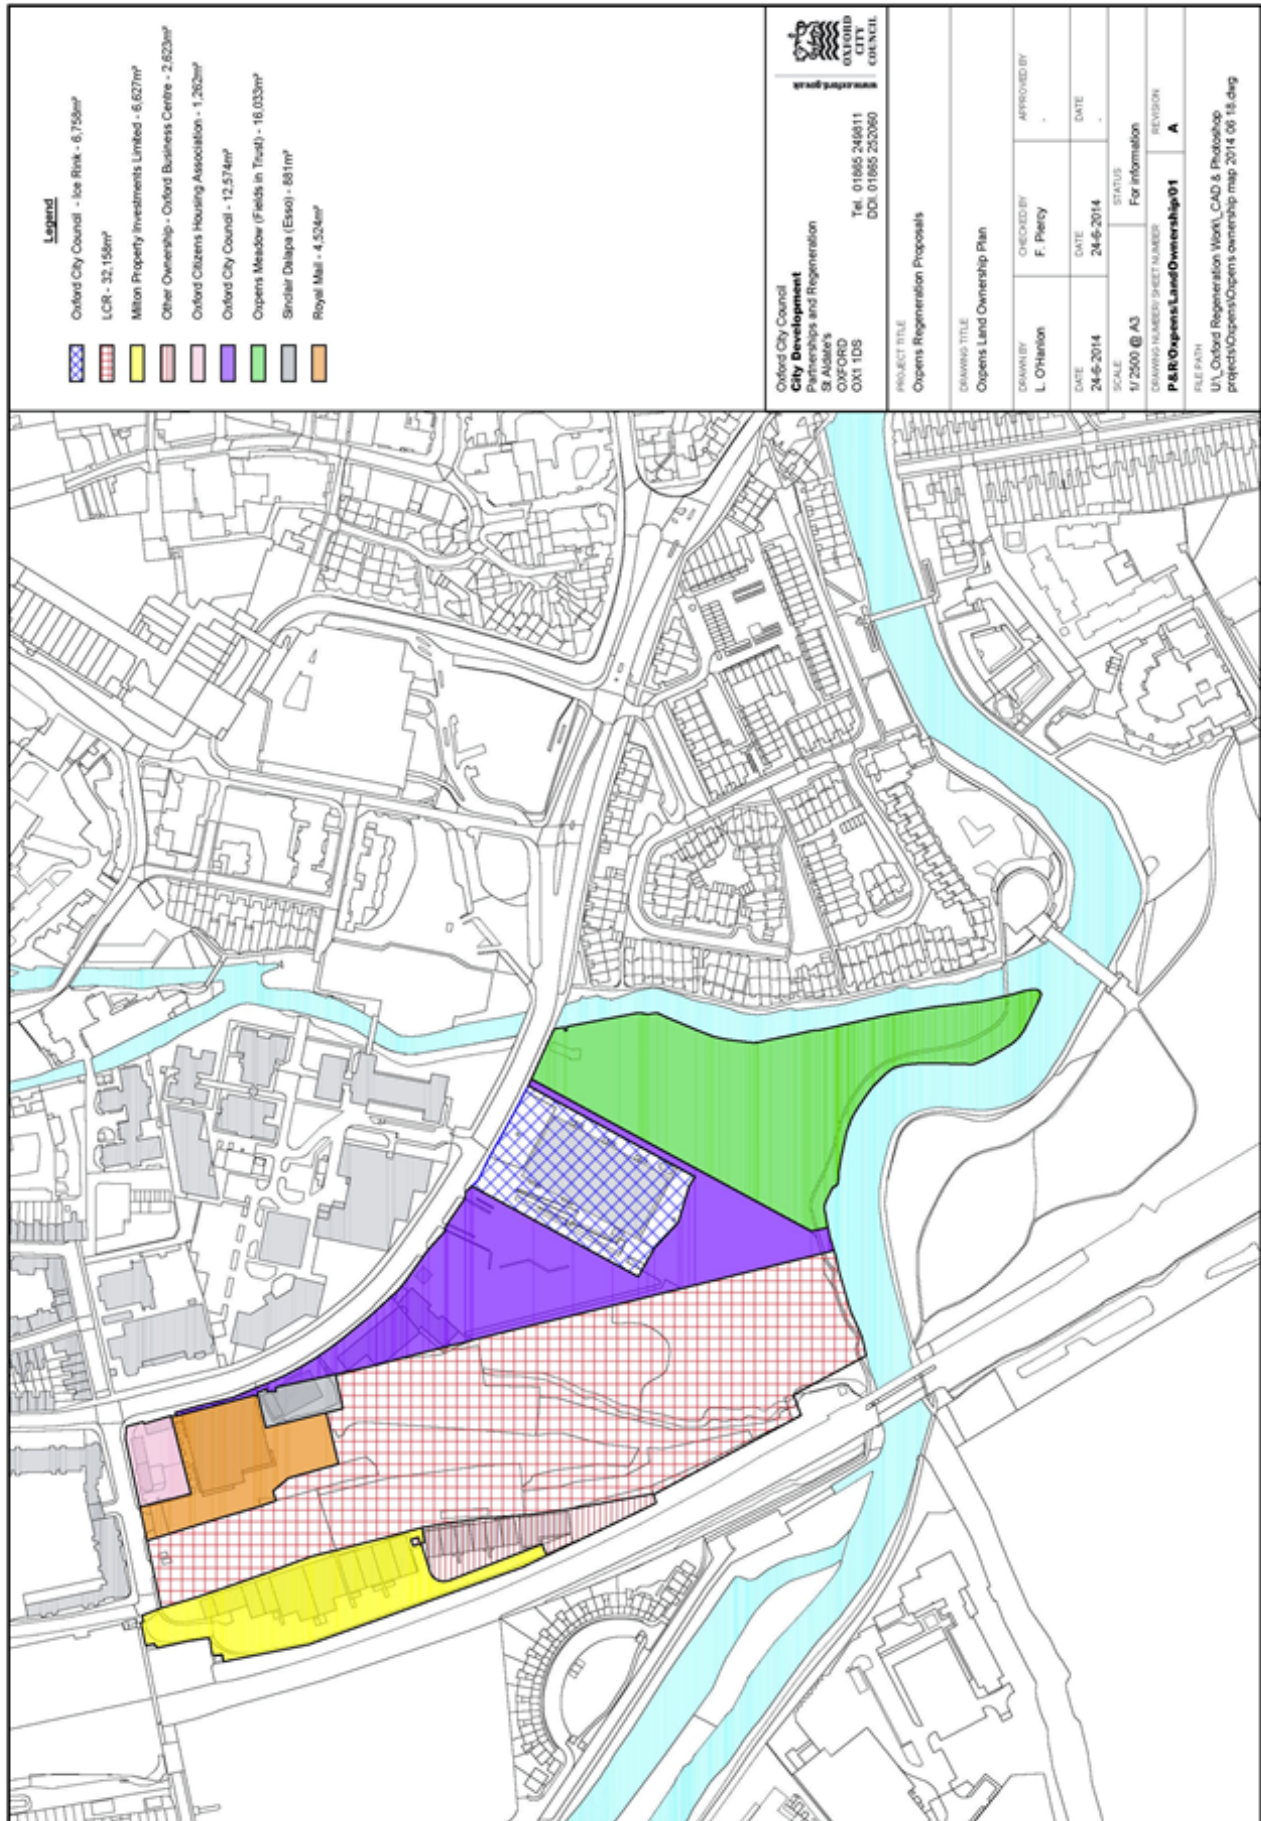 Legend
Oxford City Council - Ice Rink - 6,758m²
LCR - 32,158m²
Milton Property Investments Limited - 6,627m²
Other Ownership - Oxford Business Centre - 2,623m²
Oxford Citizens Housing Association - 1,262m²
Oxford City Council - 12,574m²
Oxpens Meadow (Fields in Trust) - 16,033m²
Sinclair Dalapa (Esso) - 881m²
Royal Mail - 4,524m²
Oxford City Council
City Development
Partnerships and Regeneration
St Aldate's
OXFORD
OX1 1DS
Tel. 01865 249811
DDI. 01865 252060
www.oxford.gov.uk
OXFORD
CITY
COUNCIL
PROJECT TITLE
Oxpens Regeneration Proposals
DRAWING TITLE
Oxpens Land Ownership Plan
DRAWN BY
L. O'Hanlon
CHECKED BY
F. Piercy
APPROVED BY
.
DATE
24-6-2014
DATE
24-6-2014
DATE
.
SCALE
1/ 2500 @ A3
STATUS
For information
DRAWING NUMBER/ SHEET NUMBER
P&R/Oxpens/LandOwnership/01
REVISION
A
FILE PATH
U:\_Oxford Regeneration Work\_CAD & Photoshop
projects\Oxpens\Oxpens ownership map 2014 06 18.dwg